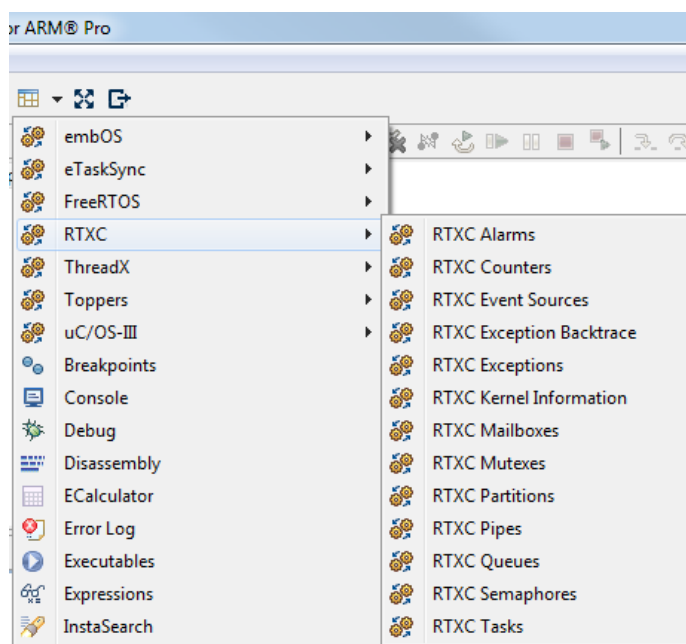 or ARM® Pro
embOS
eTaskSync
FreeRTOS
RTXC
ThreadX
Toppers
uC/OS-III
Breakpoints
Console
Debug
Disassembly
ECalculator
Error Log
Executables
Expressions
InstaSearch
RTXC Alarms
RTXC Counters
RTXC Event Sources
RTXC Exception Backtrace
RTXC Exceptions
RTXC Kernel Information
RTXC Mailboxes
RTXC Mutexes
RTXC Partitions
RTXC Pipes
RTXC Queues
RTXC Semaphores
RTXC Tasks